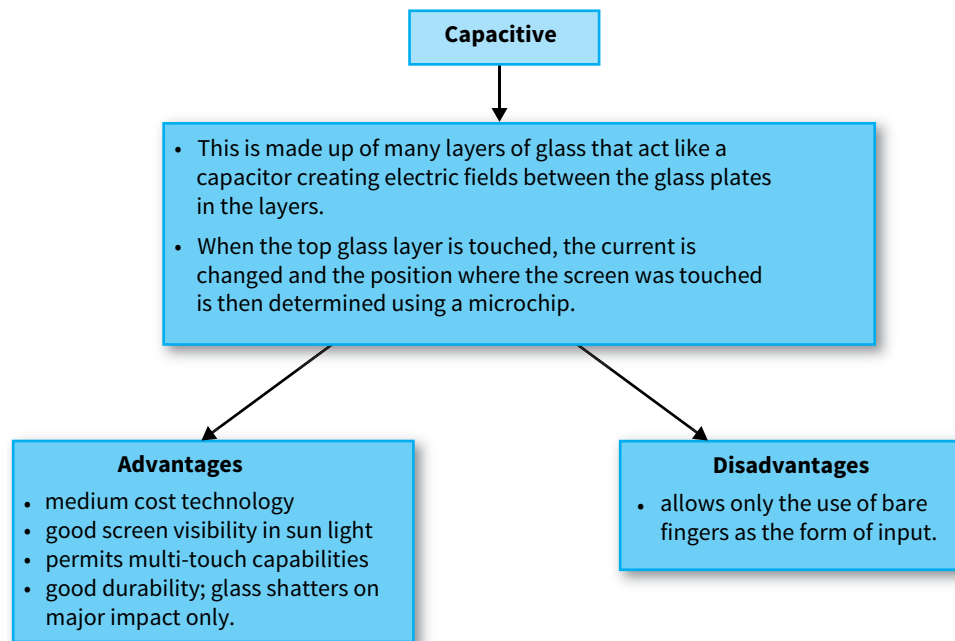 Capacitive
• This is made up of many layers of glass that act like a
capacitor creating electric fields between the glass plates
in the layers.
• When the top glass layer is touched, the current is
changed and the position where the screen was touched
is then determined using a microchip.
Advantages
• medium cost technology
• good screen visibility in sun light
• permits multi-touch capabilities
• good durability; glass shatters on
major impact only.
Disadvantages
• allows only the use of bare
fingers as the form of input.